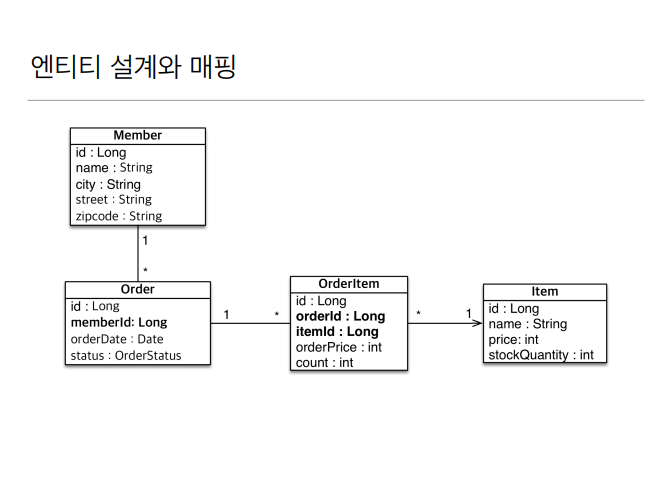 엔티티 설계와 매핑
Member
id : Long
name : String
city : String
street : String
zipcode : String
1
*
Order
id : Long
memberId: Long
orderDate : Date
status : OrderStatus
1
*
OrderItem
id : Long
orderId : Long
itemId : Long
orderPrice : int
count : int
*
1
Item
id : Long
name : String
price: int
stockQuantity : int